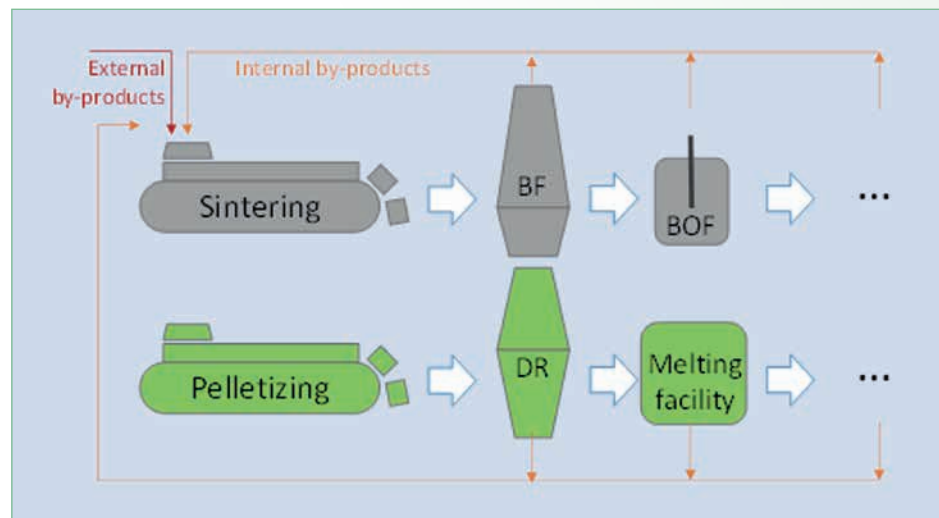 External
by-products
Internal by-products
Sintering
BF
BOF
...
Pelletizing
DR
Melting
facility
...